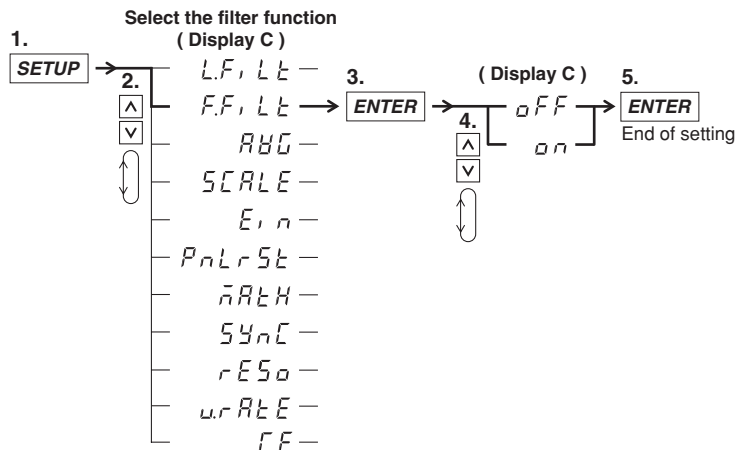 Select the filter function
( Display C )
1.
SETUP
2.
L.FiLt
F.FiLt
AVG
SCALE
Ein
PnLrSt
MAtH
SYnC
rESo
u.rAtE
CF
3.
ENTER
( Display C )
4.
oFF
on
5.
ENTER
End of setting